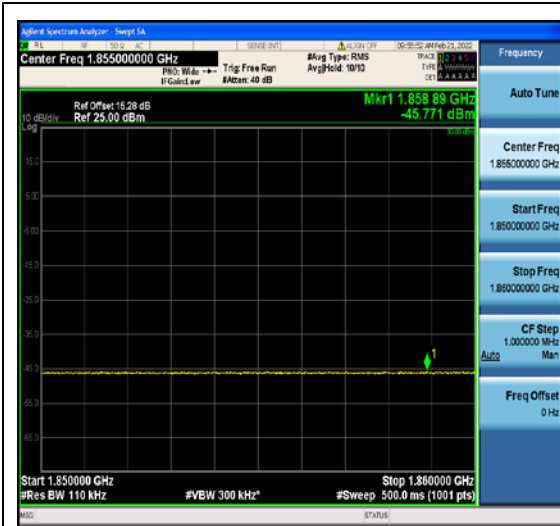 Agilent Spectrum Analyzer - Swept SA
RL RF 50 Ω AC SENSE:INT ALIGN OFF 09:55:52 AM Feb 21, 2022
Center Freq 1.855000000 GHz
PNO: Wide
IFGain:Low
Trig: Free Run
#Atten: 40 dB
#Avg Type: RMS
Avg|Hold: 10/10
TRACE 1 2 3 4 5 6
TYPE
DET A A A A A A
Mkr1 1.858 89 GHz
-45.771 dBm
Ref Offset 15.28 dB
10 dB/div Ref 25.00 dBm
Log
30.00 dBm
15.0
5.00
-5.00
-15.0
-25.0
-35.0
-45.0
-55.0
-65.0
1
Start 1.850000 GHz Stop 1.860000 GHz
#Res BW 110 kHz #VBW 300 kHz* #Sweep 500.0 ms (1001 pts)
MSG STATUS
Frequency
Auto Tune
Center Freq
1.855000000 GHz
Start Freq
1.850000000 GHz
Stop Freq
1.860000000 GHz
CF Step
1.000000 MHz
Auto Man
Freq Offset
0 Hz